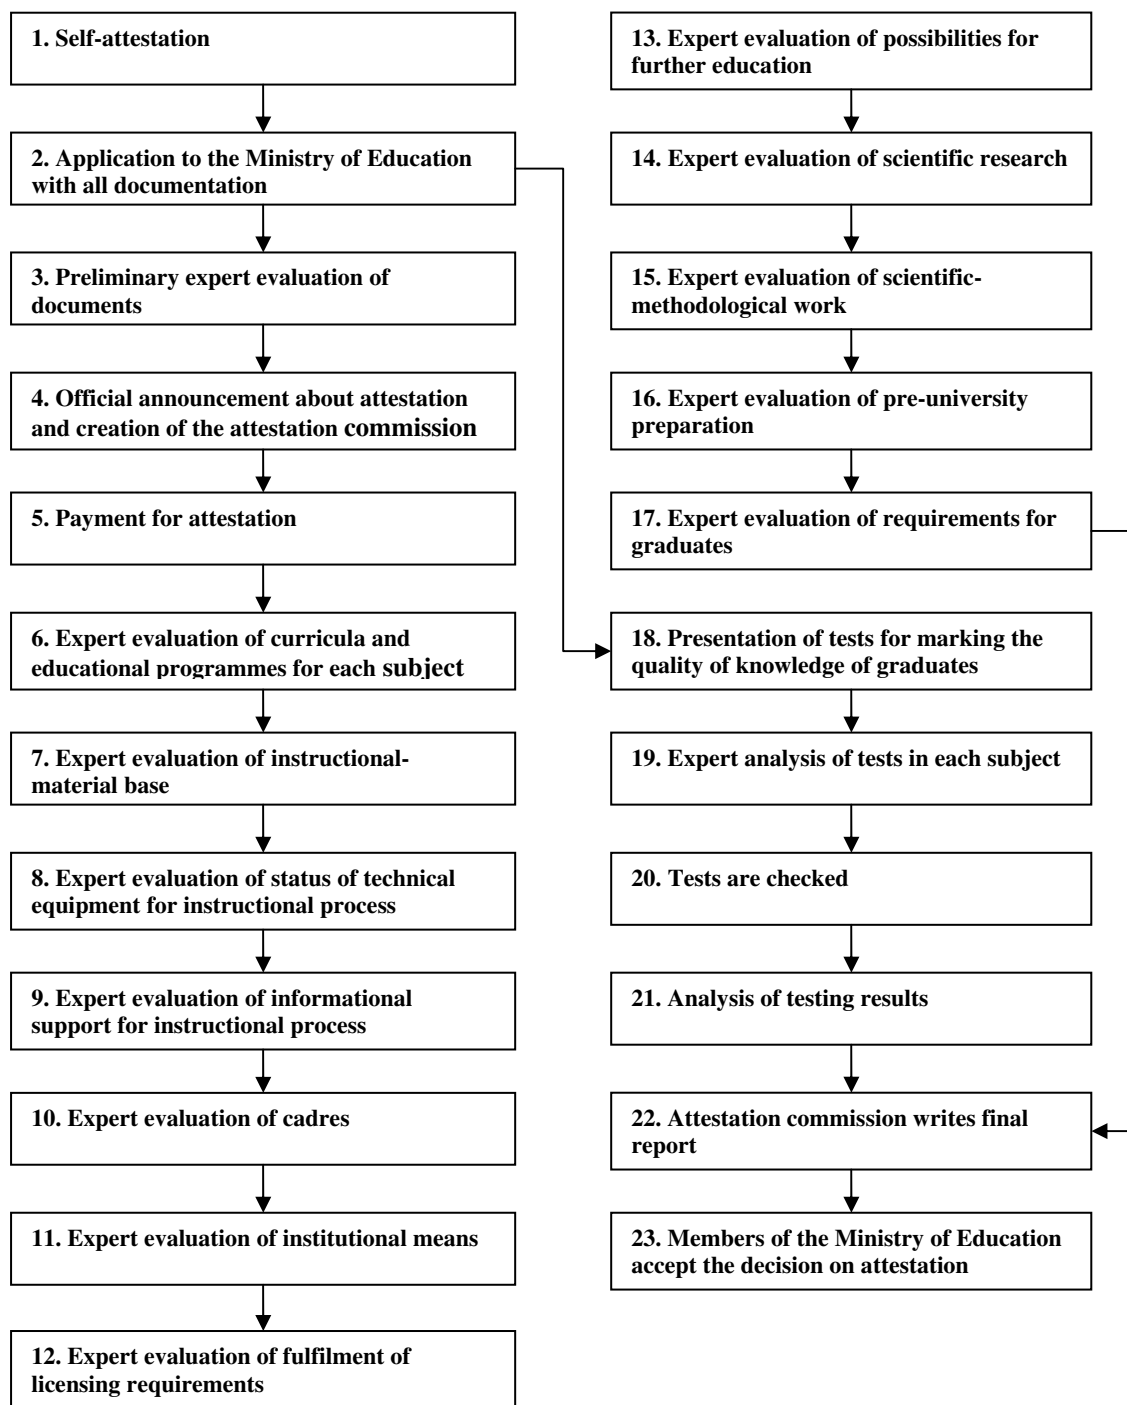 1. Self-attestation
2. Application to the Ministry of Education
with all documentation
3. Preliminary expert evaluation of
documents
4. Official announcement about attestation
and creation of the attestation commission
5. Payment for attestation
6. Expert evaluation of curricula and
educational programmes for each subject
7. Expert evaluation of instructional-
material base
8. Expert evaluation of status of technical
equipment for instructional process
9. Expert evaluation of informational
support for instructional process
10. Expert evaluation of cadres
11. Expert evaluation of institutional means
12. Expert evaluation of fulfilment of
licensing requirements
13. Expert evaluation of possibilities for
further education
14. Expert evaluation of scientific research
15. Expert evaluation of scientific-
methodological work
16. Expert evaluation of pre-university
preparation
17. Expert evaluation of requirements for
graduates
18. Presentation of tests for marking the
quality of knowledge of graduates
19. Expert analysis of tests in each subject
20. Tests are checked
21. Analysis of testing results
22. Attestation commission writes final
report
23. Members of the Ministry of Education
accept the decision on attestation